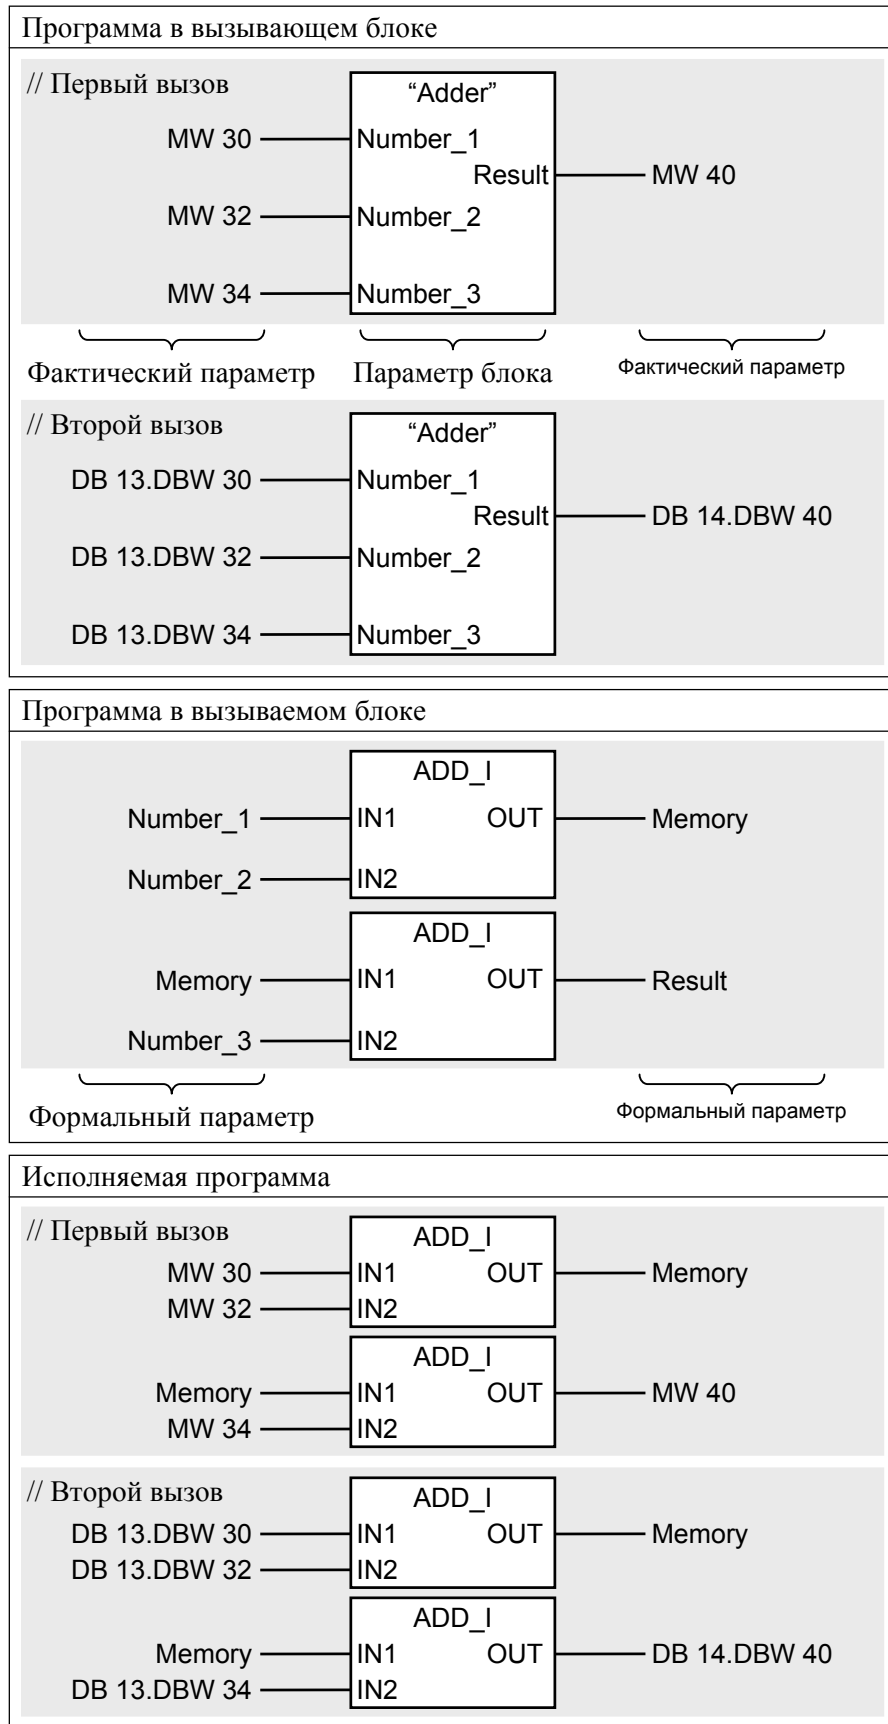 Программа в вызывающем блоке
// Первый вызов
“Adder”
MW 30
Number_1
Result
MW 40
MW 32
Number_2
MW 34
Number_3
Фактический параметр
Параметр блока
Фактический параметр
// Второй вызов
“Adder”
DB 13.DBW 30
Number_1
Result
DB 14.DBW 40
DB 13.DBW 32
Number_2
DB 13.DBW 34
Number_3
Программа в вызываемом блоке
ADD_I
Number_1
IN1
OUT
Memory
Number_2
IN2
ADD_I
Memory
IN1
OUT
Result
Number_3
IN2
Формальный параметр
Формальный параметр
Исполняемая программа
// Первый вызов
ADD_I
MW 30
IN1
OUT
Memory
MW 32
IN2
ADD_I
Memory
IN1
OUT
MW 40
MW 34
IN2
// Второй вызов
ADD_I
DB 13.DBW 30
IN1
OUT
Memory
DB 13.DBW 32
IN2
ADD_I
Memory
IN1
OUT
DB 14.DBW 40
DB 13.DBW 34
IN2